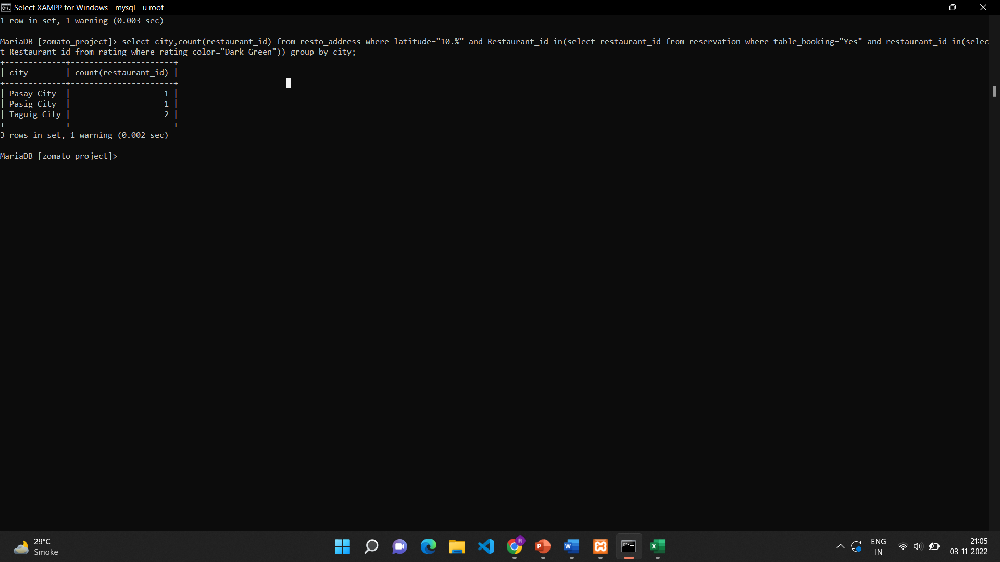 Select XAMPP for Windows - mysql  -u root
1 row in set, 1 warning (0.003 sec)
MariaDB [zomato_project]> select city,count(restaurant_id) from resto_address where latitude="10.%" and Restaurant_id in(select restaurant_id from reservation where table_booking="Yes" and restaurant_id in(selec
t Restaurant_id from rating where rating_color="Dark Green")) group by city;
+-------------+----------------------+
| city        | count(restaurant_id) |
+-------------+----------------------+
| Pasay City  |                    1 |
| Pasig City  |                    1 |
| Taguig City |                    2 |
+-------------+----------------------+
3 rows in set, 1 warning (0.002 sec)
MariaDB [zomato_project]>
29°C
Smoke
R
ENG
IN
21:05
03-11-2022